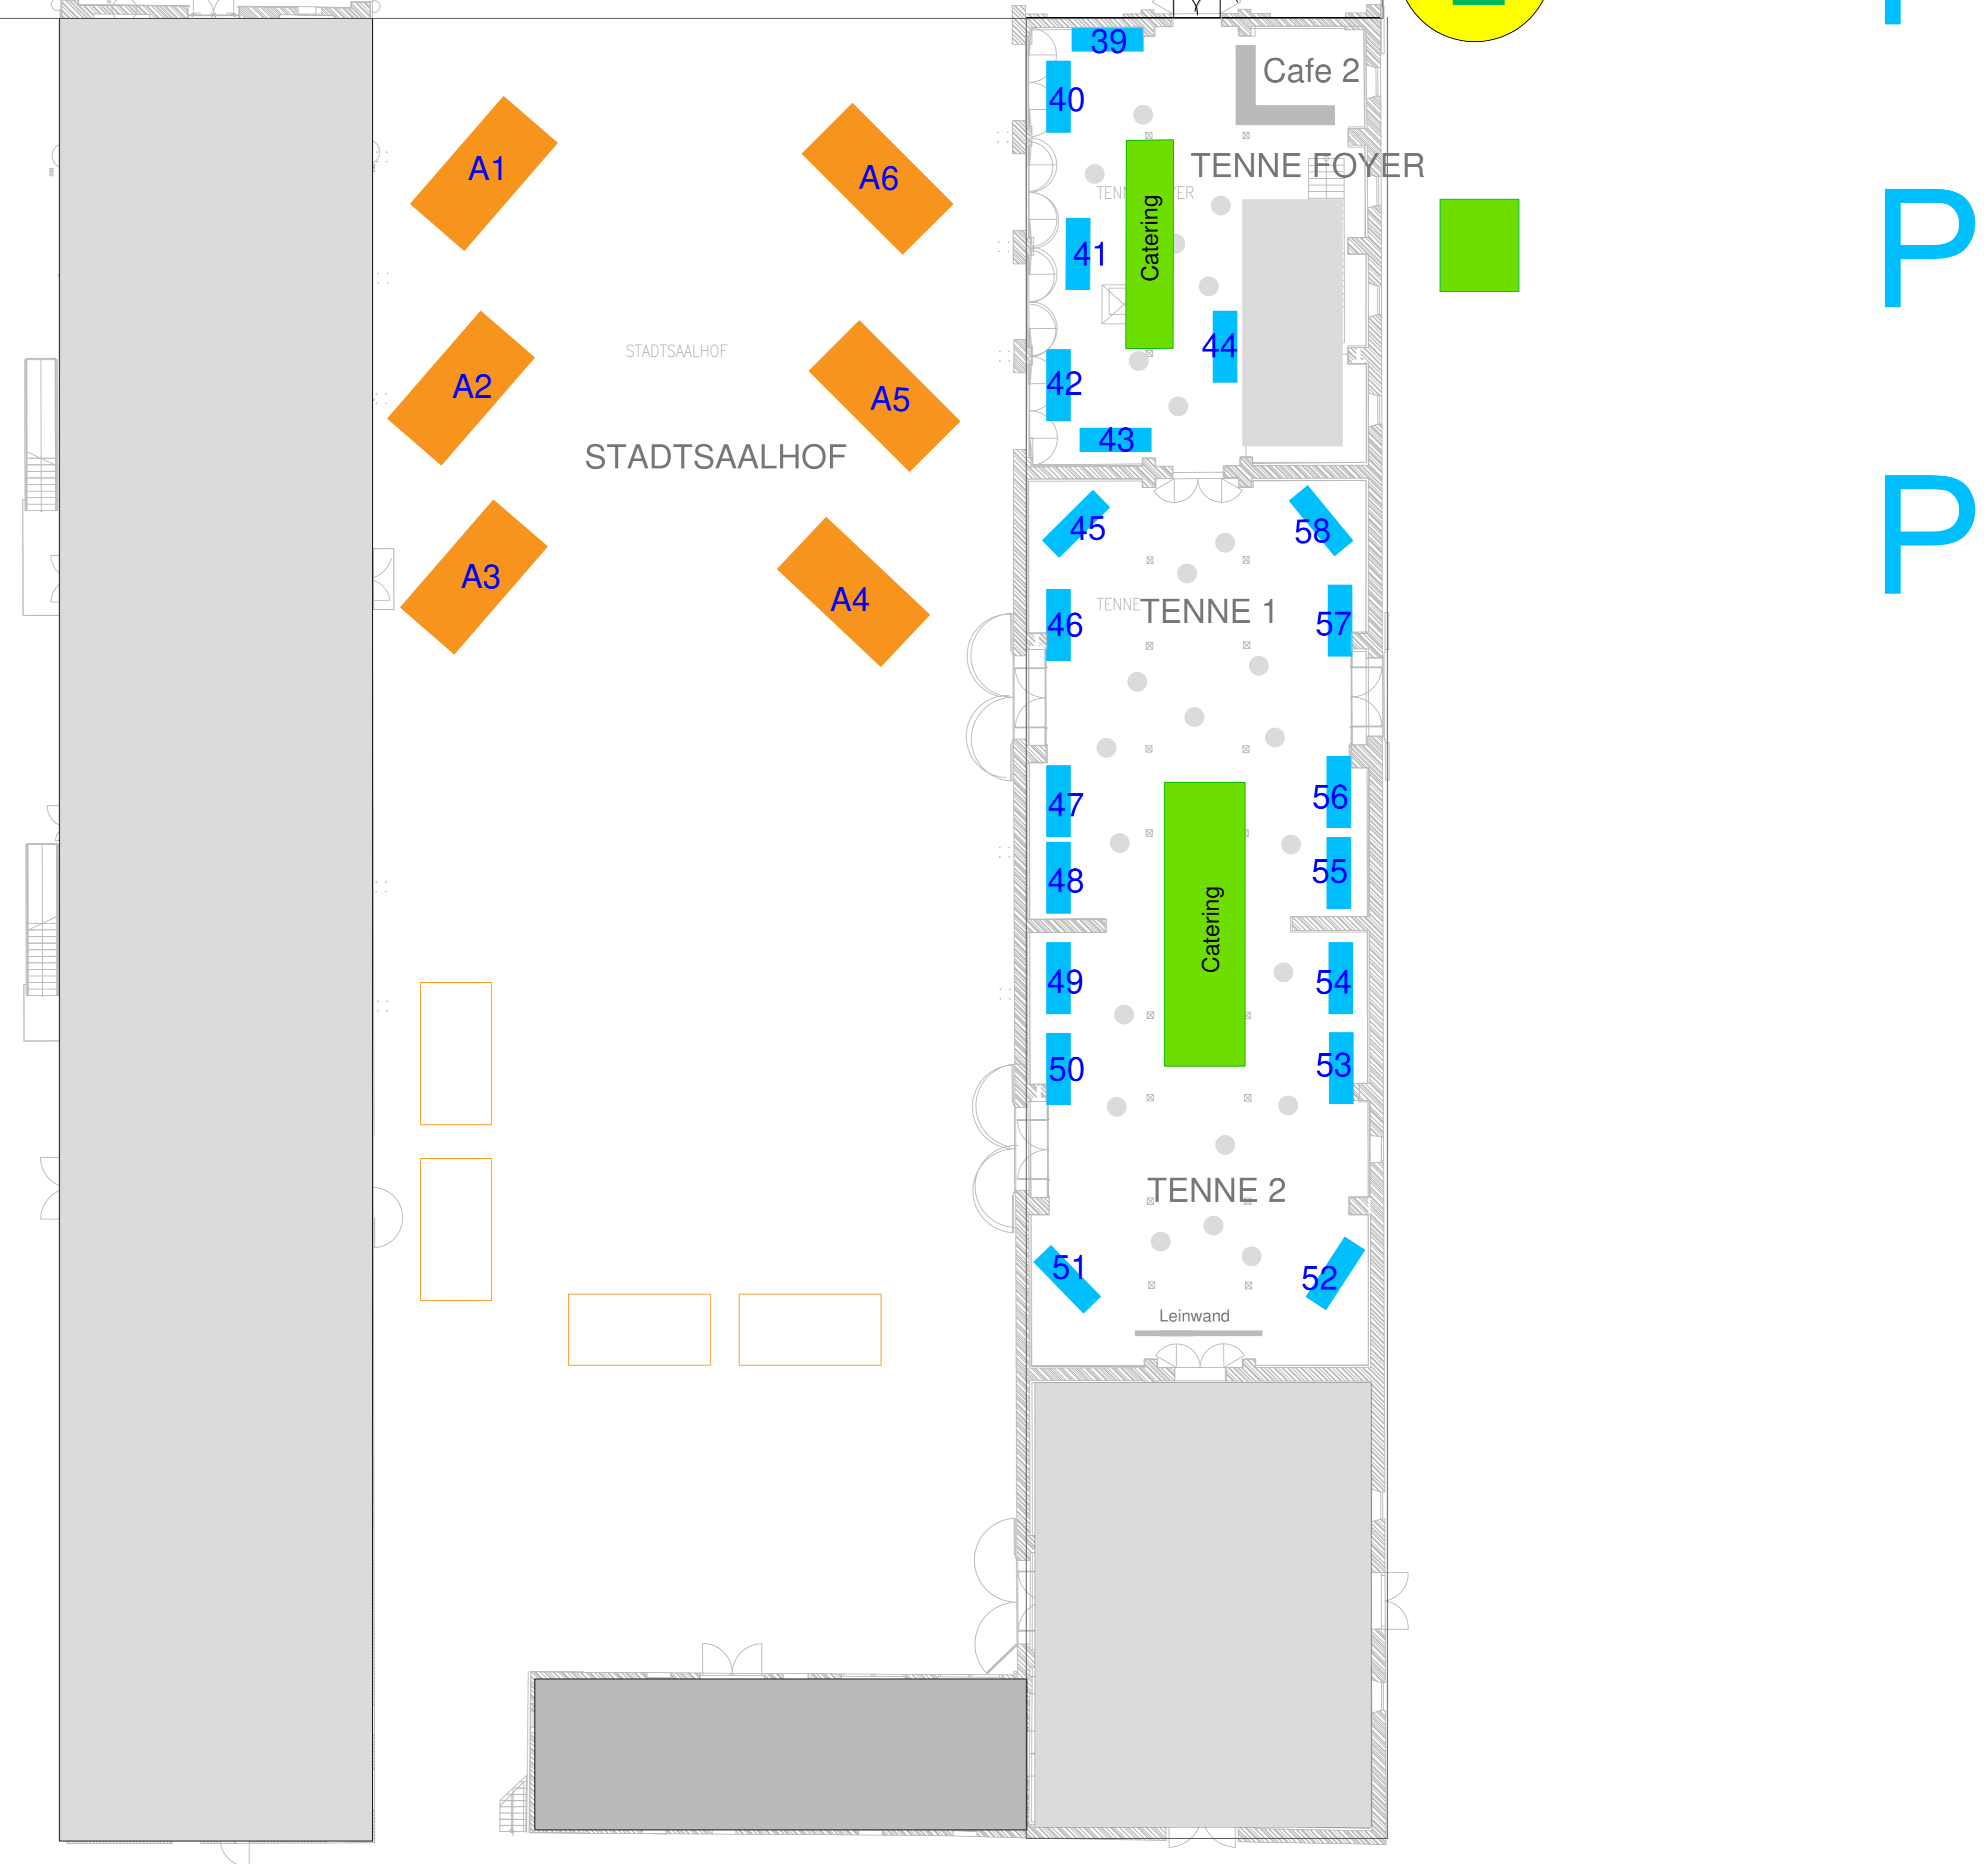 39
Cafe 2
40
A1
A6
TENNE FOYER
41
Catering
P
44
STADTSAALHOF
42
A2
A5
43
STADTSAALHOF
P
45
58
A3
A4
46
TENNE
TENNE 1
57
47
56
48
55
Catering
49
54
50
53
TENNE 2
51
52
Leinwand